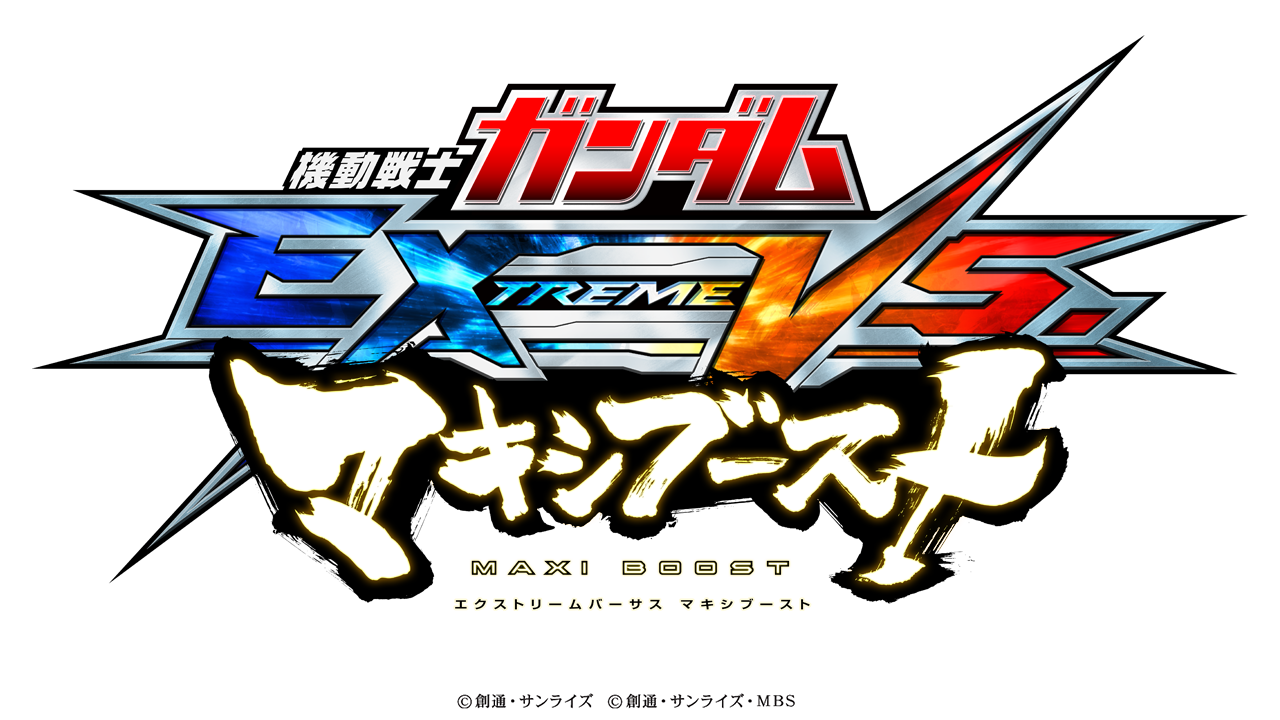 機動戦士ガンダム
EXTREME VS.
マキシブースト
MAXI BOOST
エクストリームバーサス マキシブースト
©創通・サンライズ ©創通・サンライズ・MBS